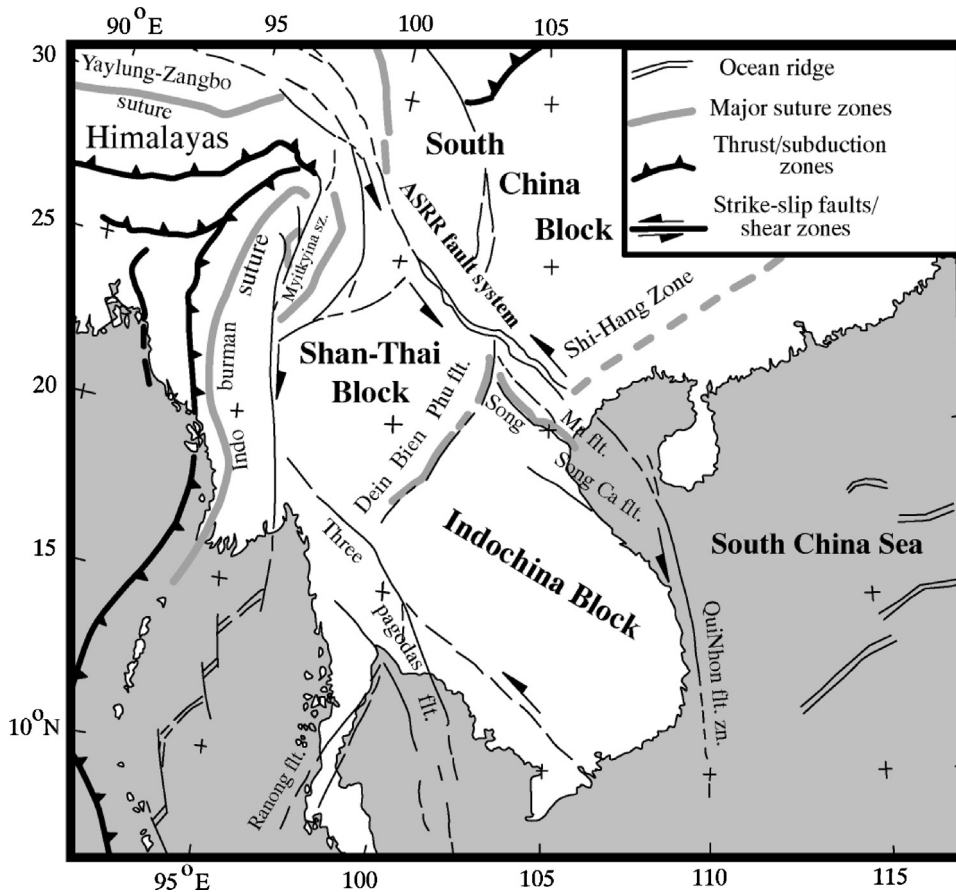 90°E 95 100 105
30
Yaylung-Zangbo
suture
Himalayas
South
China
Block
Ocean ridge
Major suture zones
Thrust/subduction
zones
Strike-slip faults/
shear zones
25
suture
Myitkyina sz.
ASRR fault system
Shi-Hang Zone
Shan-Thai
Block
20
burman
Indo
Dein Bien Phu flt.
Song Ma flt.
Song Ca flt.
15
Three
pagodas
flt.
Indochina Block
South China Sea
QuiNhon flt. zn.
10°N
Ranong flt.
95°E 100 105 110 115